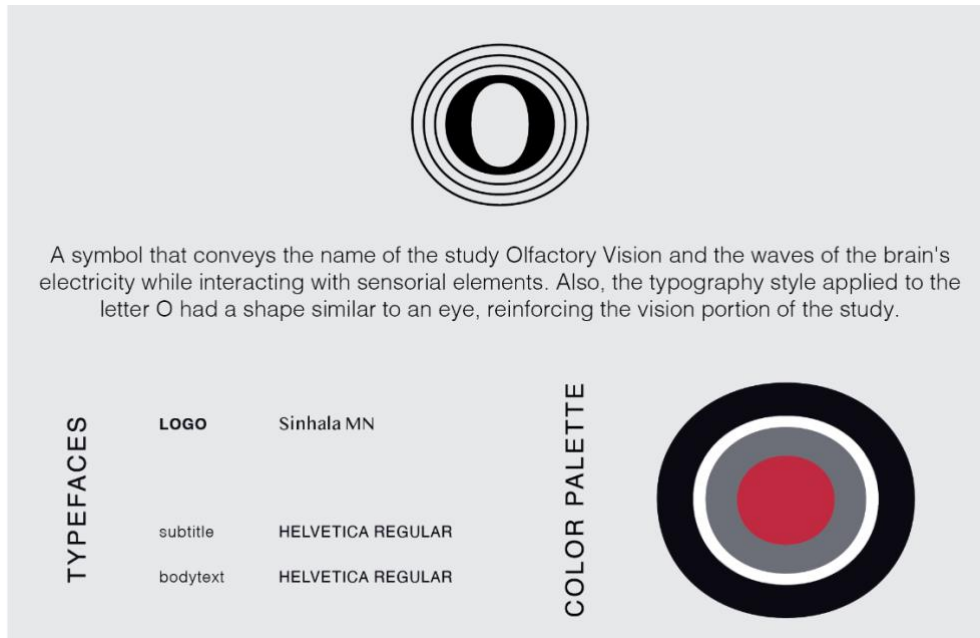 O
A symbol that conveys the name of the study Olfactory Vision and the waves of the brain's
electricity while interacting with sensorial elements. Also, the typography style applied to the
letter O had a shape similar to an eye, reinforcing the vision portion of the study.
TYPEFACES
LOGO Sinhala MN
subtitle HELVETICA REGULAR
bodytext HELVETICA REGULAR
COLOR PALETTE